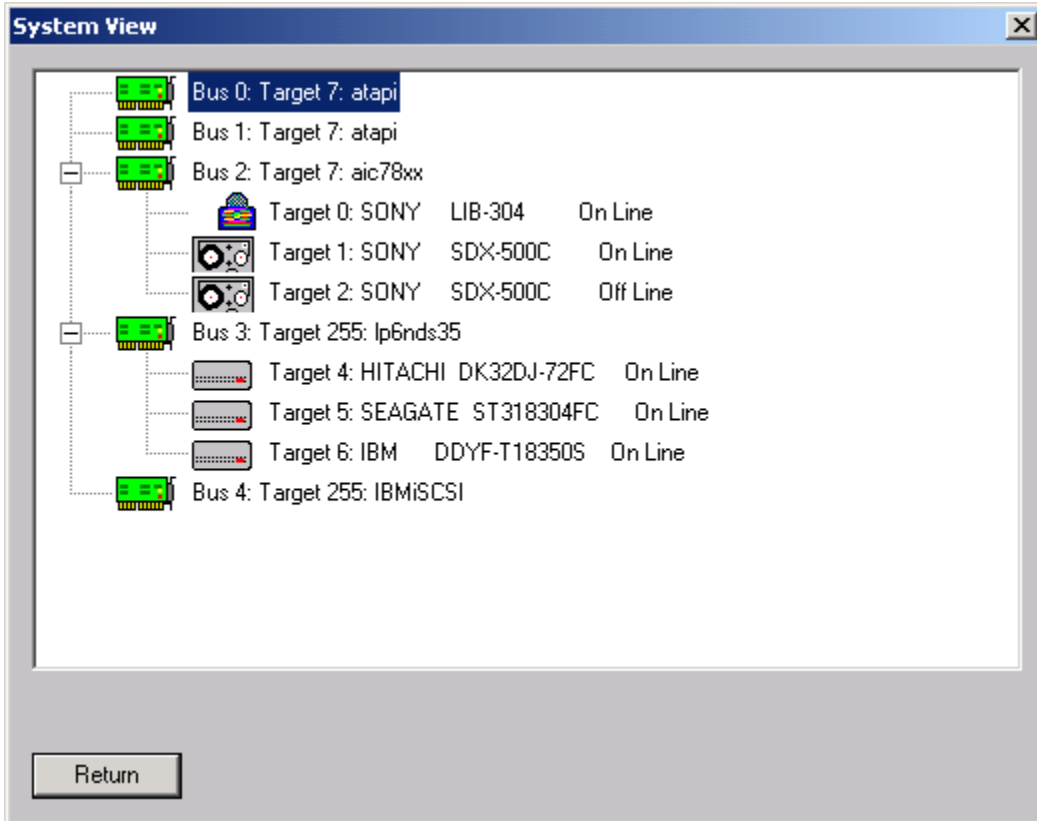 System View
Bus 0: Target 7: atapi
Bus 1: Target 7: atapi
Bus 2: Target 7: aic78xx
Target 0: SONY LIB-304 On Line
Target 1: SONY SDX-500C On Line
Target 2: SONY SDX-500C Off Line
Bus 3: Target 255: lp6nds35
Target 4: HITACHI DK32DJ-72FC On Line
Target 5: SEAGATE ST318304FC On Line
Target 6: IBM DDYF-T18350S On Line
Bus 4: Target 255: IBMiSCSI
Return